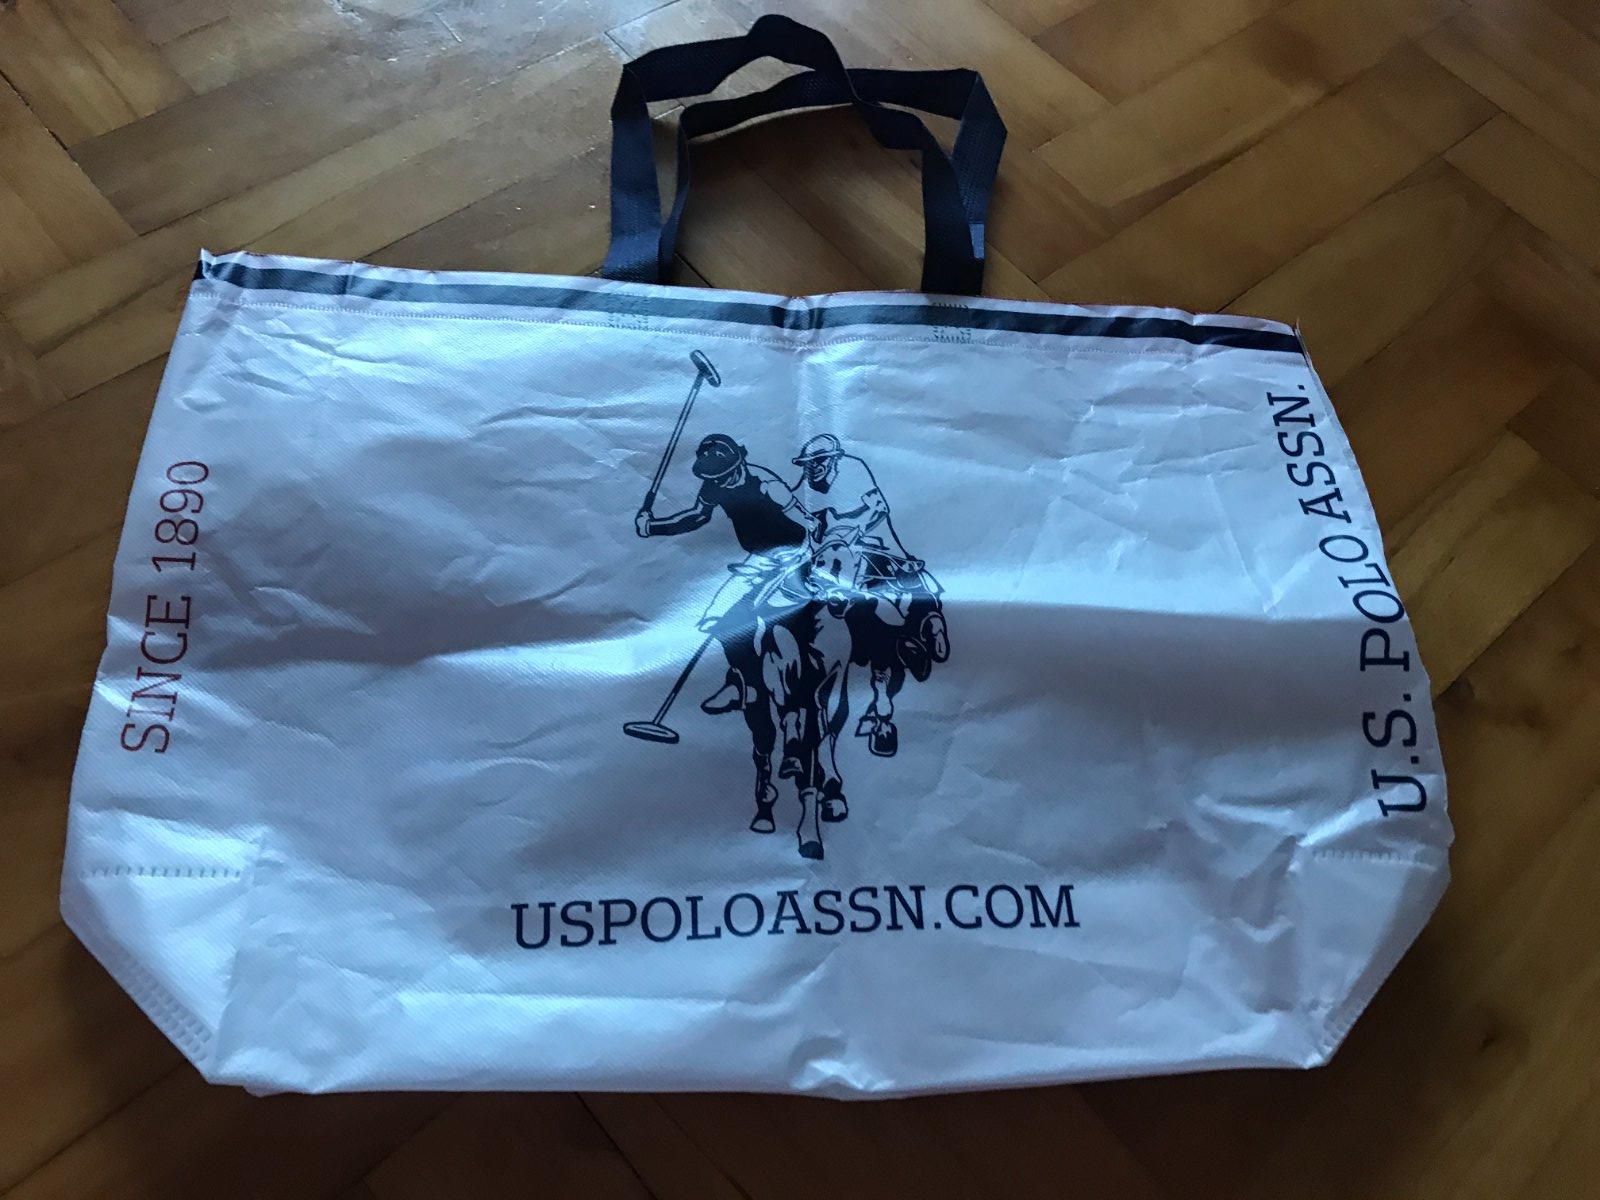 SINCE 1890
U.S. POLO ASSN.
USPOLOASSN.COM